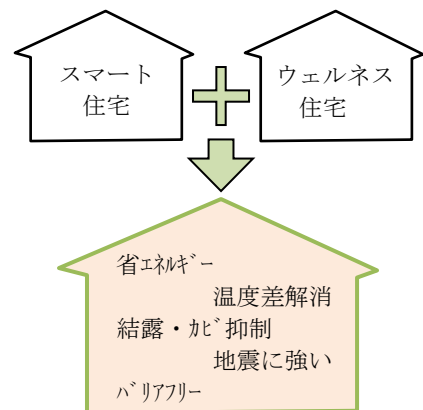 スマート
住宅
ウェルネス
住宅
省ｴﾈﾙｷﾞｰ
温度差解消
結露・ｶﾋﾞ抑制
地震に強い
ﾊﾞﾘｱﾌﾘｰ